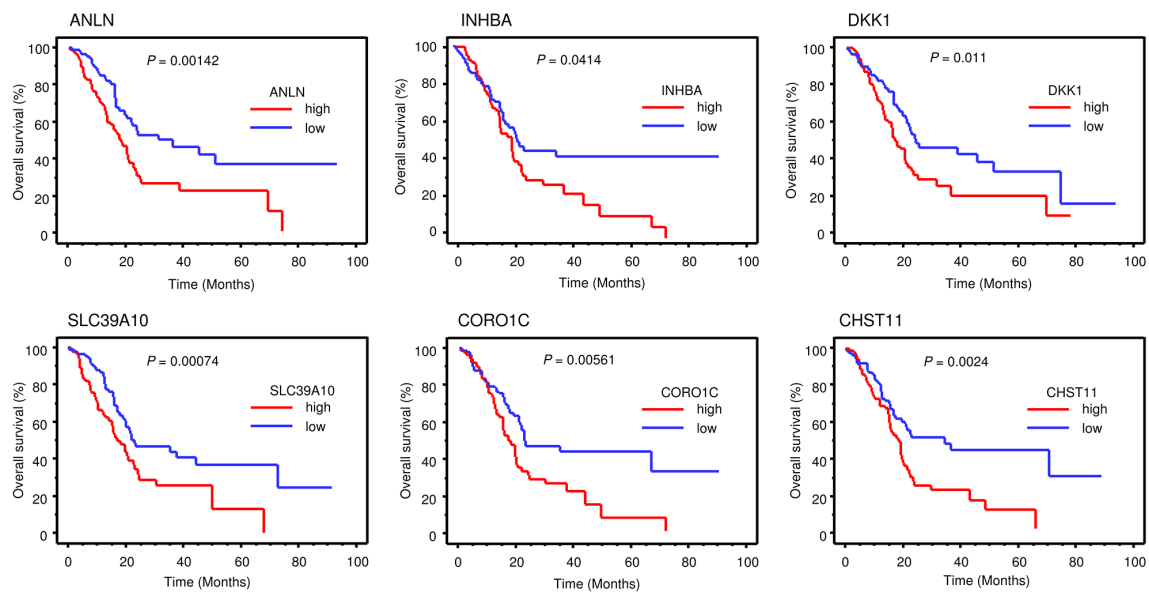 ANLN
INHBA
DKK1
100
80
60
40
20
0
Overall survival (%)
P = 0.00142
ANLN
high
low
0 20 40 60 80 100
Time (Months)
100
80
60
40
20
0
Overall survival (%)
P = 0.0414
INHBA
high
low
0 20 40 60 80 100
Time (Months)
100
80
60
40
20
0
Overall survival (%)
P = 0.011
DKK1
high
low
0 20 40 60 80 100
Time (Months)
SLC39A10
CORO1C
CHST11
100
80
60
40
20
0
Overall survival (%)
P = 0.00074
SLC39A10
high
low
0 20 40 60 80 100
Time (Months)
100
80
60
40
20
0
Overall survival (%)
P = 0.00561
CORO1C
high
low
0 20 40 60 80 100
Time (Months)
100
80
60
40
20
0
Overall survival (%)
P = 0.0024
CHST11
high
low
0 20 40 60 80 100
Time (Months)